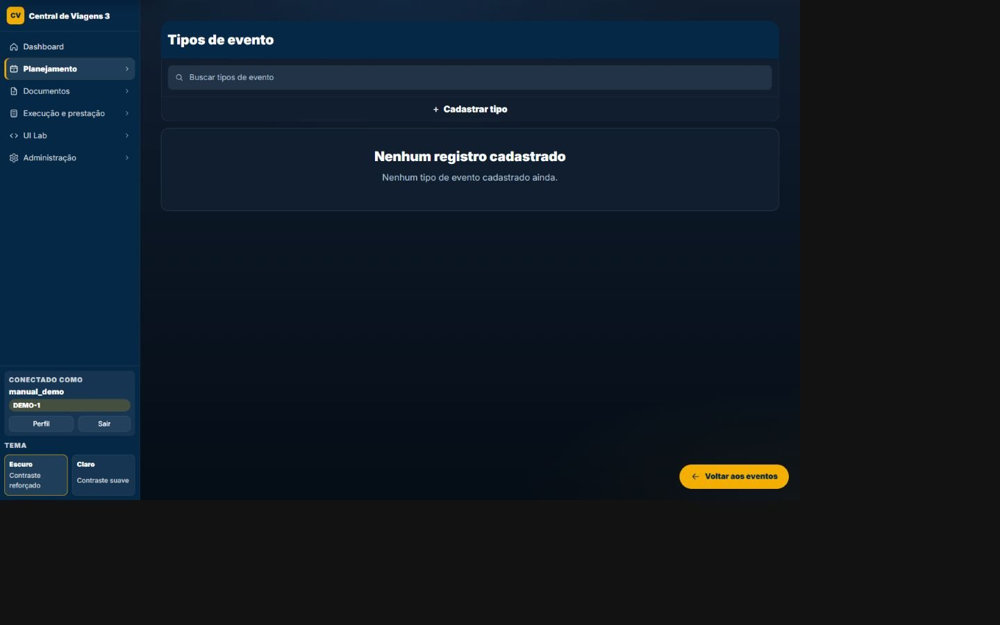 CV Central de Viagens 3
Dashboard
Planejamento
Documentos
Execução e prestação
UI Lab
Administração
CONECTADO COMO
manual_demo
DEMO-1
Perfil
Sair
TEMA
Escuro
Contraste
reforçado
Claro
Contraste suave
Tipos de evento
Buscar tipos de evento
+ Cadastrar tipo
Nenhum registro cadastrado
Nenhum tipo de evento cadastrado ainda.
← Voltar aos eventos